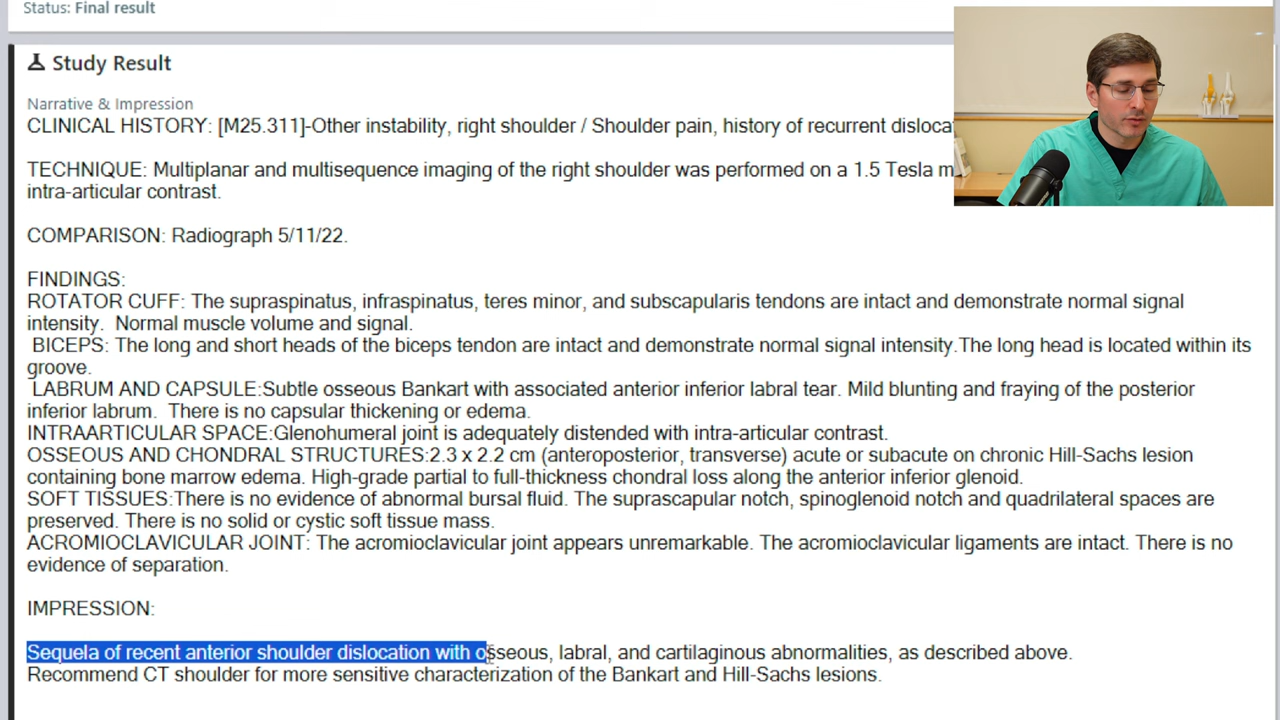 Status: Final result
Study Result
Narrative & Impression
CLINICAL HISTORY: [M25.311]-Other instability, right shoulder / Shoulder pain, history of recurrent
TECHNIQUE: Multiplanar and multisequence imaging of the right shoulder was performed on a 1.5 Tesla
intra-articular contrast.
COMPARISON: Radiograph 5/11/22.
FINDINGS:
ROTATOR CUFF: The supraspinatus, infraspinatus, teres minor, and subscapularis tendons are intact and demonstrate normal signal
intensity.  Normal muscle volume and signal.
BICEPS: The long and short heads of the biceps tendon are intact and demonstrate normal signal intensity.The long head is located within its
groove.
LABRUM AND CAPSULE:Subtle osseous Bankart with associated anterior inferior labral tear. Mild blunting and fraying of the posterior
inferior labrum.  There is no capsular thickening or edema.
INTRAARTICULAR SPACE:Glenohumeral joint is adequately distended with intra-articular contrast.
OSSEOUS AND CHONDRAL STRUCTURES:2.3 x 2.2 cm (anteroposterior, transverse) acute or subacute on chronic Hill-Sachs lesion
containing bone marrow edema. High-grade partial to full-thickness chondral loss along the anterior inferior glenoid.
SOFT TISSUES:There is no evidence of abnormal bursal fluid. The suprascapular notch, spinoglenoid notch and quadrilateral spaces are
preserved. There is no solid or cystic soft tissue mass.
ACROMIOCLAVICULAR JOINT: The acromioclavicular joint appears unremarkable. The acromioclavicular ligaments are intact. There is no
evidence of separation.
IMPRESSION:
Sequela of recent anterior shoulder dislocation with osseous, labral, and cartilaginous abnormalities, as described above.
Recommend CT shoulder for more sensitive characterization of the Bankart and Hill-Sachs lesions.